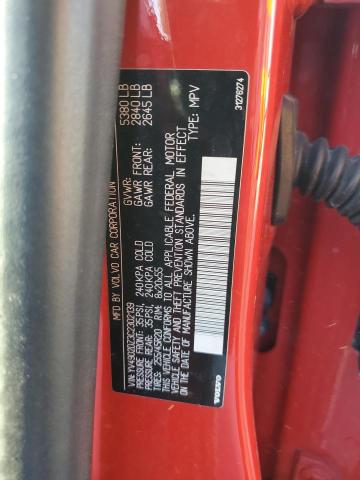 MFD BY: VOLVO CAR CORPORATION
GVWR: 5380 LB
GAWR FRONT: 2840 LB
GAWR REAR: 2645 LB
VIN: YV4902DZ3C2302139
PRESSURE FRONT: 35PSI, 240KPA COLD
PRESSURE REAR: 35PSI, 240KPA COLD
TIRES: 255/45R20 RIM: 8x20x55
THIS VEHICLE CONFORMS TO ALL APPLICABLE FEDERAL MOTOR
VEHICLE SAFETY AND THEFT PREVENTION STANDARDS IN EFFECT
ON THE DATE OF MANUFACTURE SHOWN ABOVE.
TYPE: MPV
VOLVO
31276274